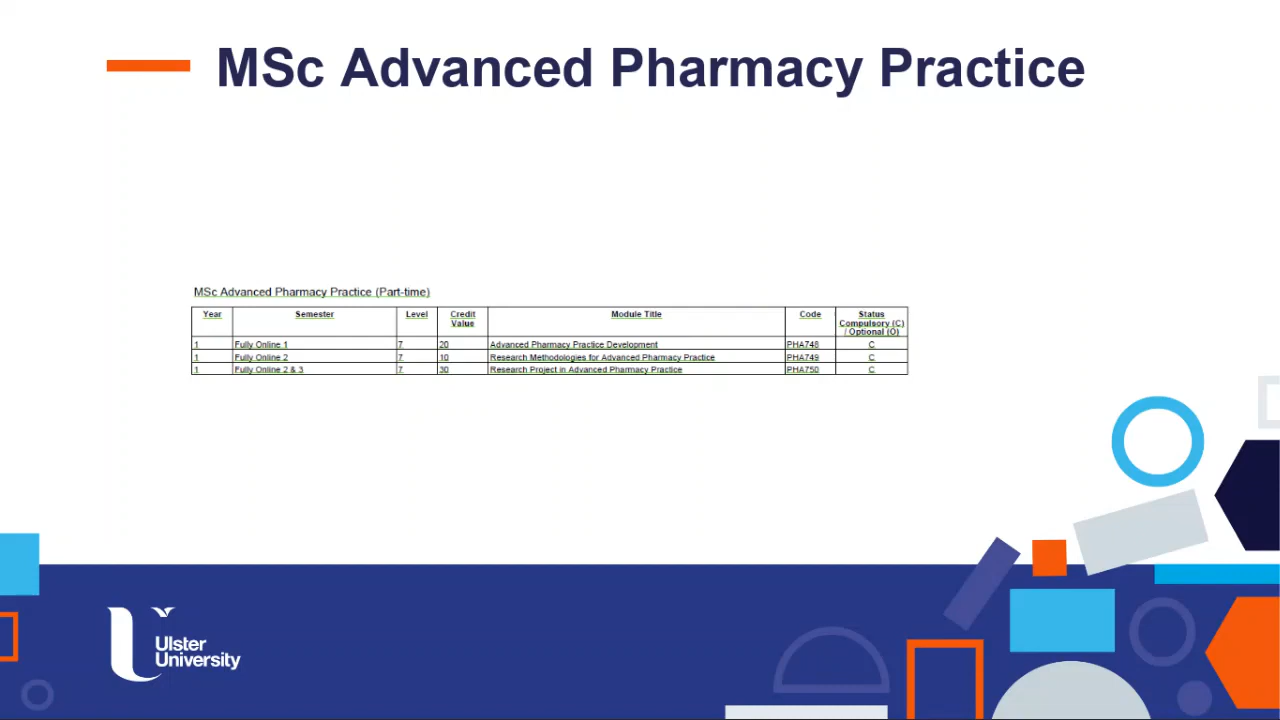 MSc Advanced Pharmacy Practice
MSc Advanced Pharmacy Practice (Part-time)
Year Semester Level Credit Value Module Title Code Status Compulsory (C) / Optional (O)
1 Fully Online 1 7 20 Advanced Pharmacy Practice Development PHA748 C
1 Fully Online 2 7 10 Research Methodologies for Advanced Pharmacy Practice PHA749 C
1 Fully Online 2 & 3 7 30 Research Project in Advanced Pharmacy Practice PHA750 C
Ulster
University